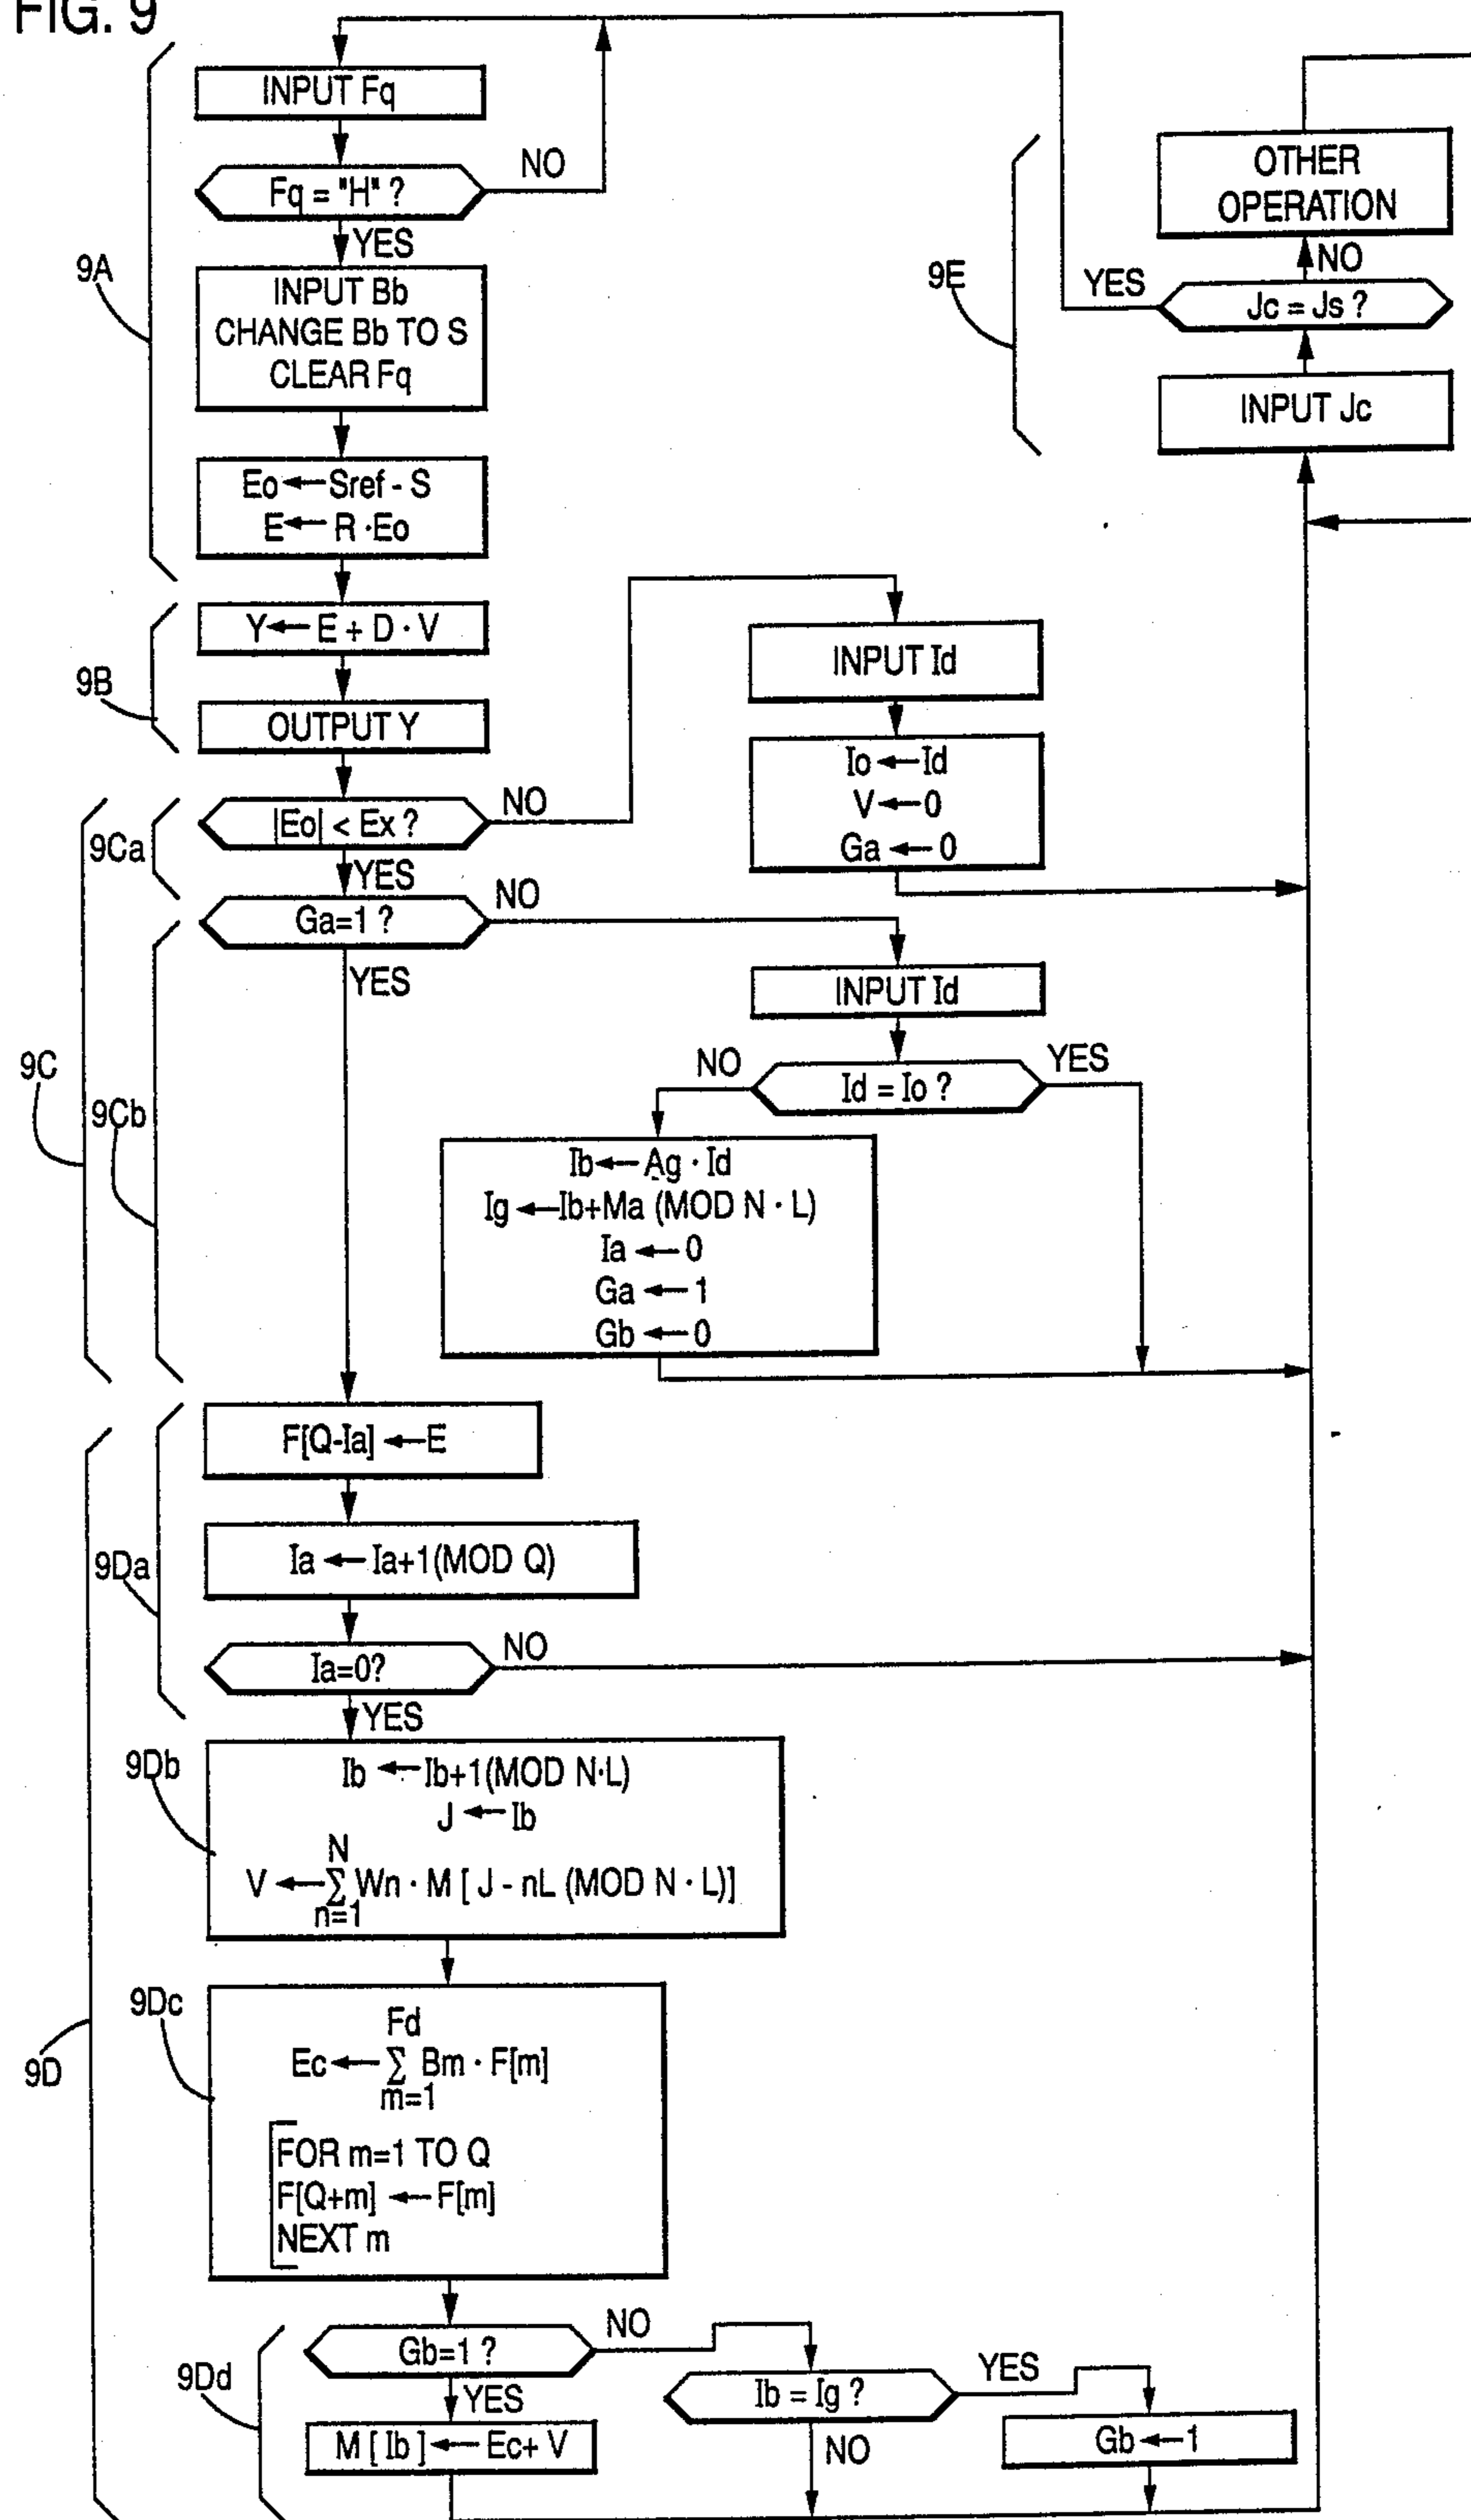 FIG. 9
INPUT Fq
Fq = "H" ?
NO
YES
9A
INPUT Bb
CHANGE Bb TO S
CLEAR Fq
Eo ← Sref - S
E ← R · Eo
9B
Y ← E + D · V
OUTPUT Y
9C
9Ca
|Eo| < Ex ?
NO
YES
INPUT Id
Io ← Id
V ← 0
Ga ← 0
9Cb
Ga=1 ?
NO
YES
INPUT Id
Id = Io ?
NO
YES
Ib ← Ag · Id
Ig ← Ib+Ma (MOD N · L)
Ia ← 0
Ga ← 1
Gb ← 0
9D
9Da
F[Q-Ia] ← E
Ia ← Ia+1(MOD Q)
Ia=0?
NO
YES
9Db
Ib ← Ib+1(MOD N·L)
J ← Ib
N
V ← Σ Wn · M [ J - nL (MOD N · L)]
n=1
9Dc
Fd
Ec ← Σ Bm · F[m]
m=1
FOR m=1 TO Q
F[Q+m] ← F[m]
NEXT m
9Dd
Gb=1 ?
NO
YES
M [ Ib ] ← Ec+ V
Ib = Ig ?
YES
NO
Gb ← 1
9E
OTHER
OPERATION
NO
YES
Jc = Js ?
INPUT Jc